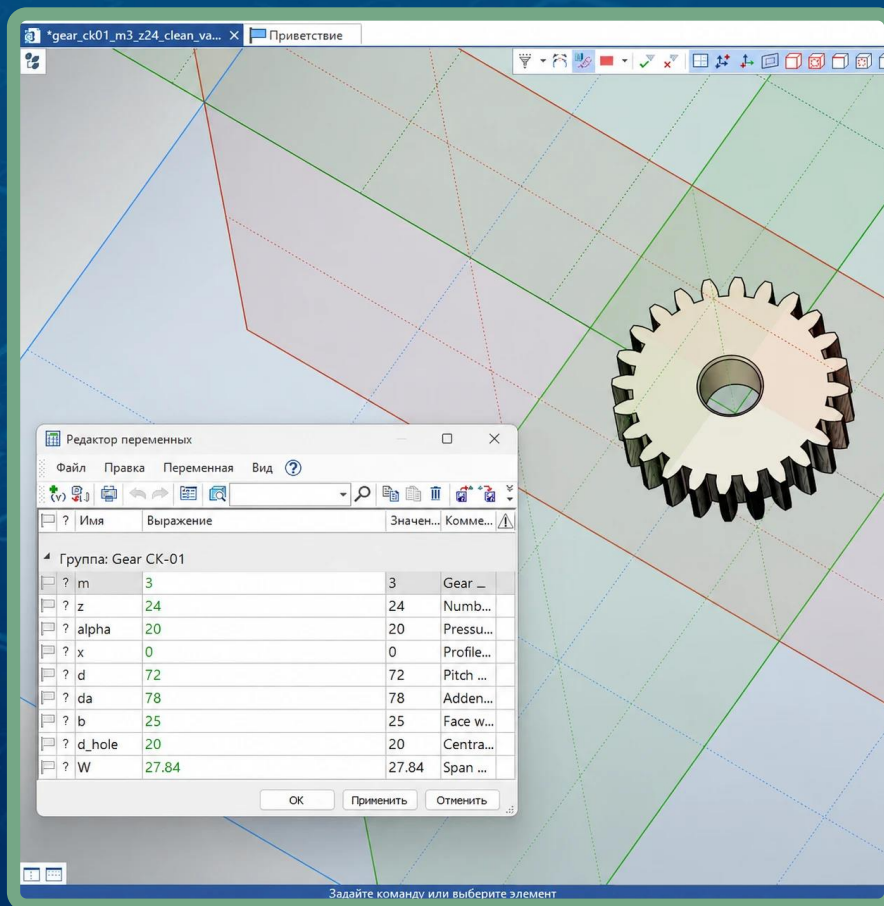 *gear_ck01_m3_z24_clean_va... Приветствие
Редактор переменных
Файл Правка Переменная Вид
? Имя Выражение Значен... Комме...
Группа: Gear СК-01
? m 3 3 Gear _
? z 24 24 Numb...
? alpha 20 20 Pressu...
? x 0 0 Profile...
? d 72 72 Pitch ...
? da 78 78 Adden...
? b 25 25 Face w...
? d_hole 20 20 Centra...
? W 27.84 27.84 Span ...
ОК Применить Отменить
Задайте команду или выберите элемент